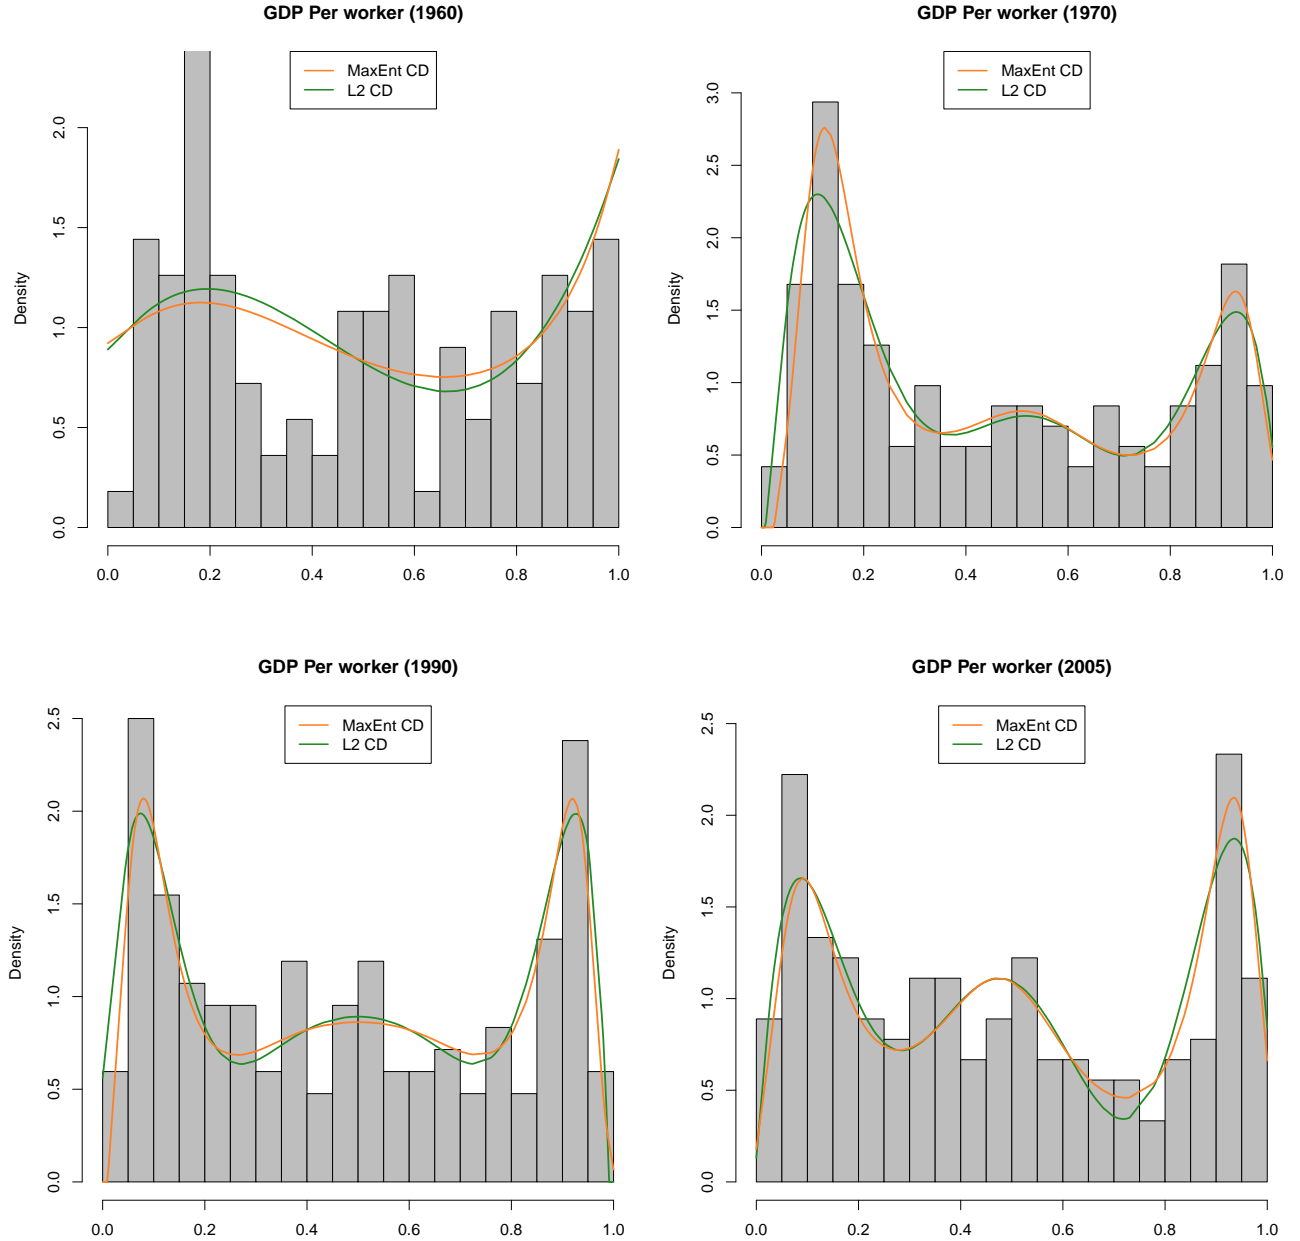 GDP Per worker (1960)
MaxEnt CD
L2 CD
Density
0.0 0.5 1.0 1.5 2.0
0.0 0.2 0.4 0.6 0.8 1.0
GDP Per worker (1970)
MaxEnt CD
L2 CD
Density
0.0 0.5 1.0 1.5 2.0 2.5 3.0
0.0 0.2 0.4 0.6 0.8 1.0
GDP Per worker (1990)
MaxEnt CD
L2 CD
Density
0.0 0.5 1.0 1.5 2.0 2.5
0.0 0.2 0.4 0.6 0.8 1.0
GDP Per worker (2005)
MaxEnt CD
L2 CD
Density
0.0 0.5 1.0 1.5 2.0 2.5
0.0 0.2 0.4 0.6 0.8 1.0